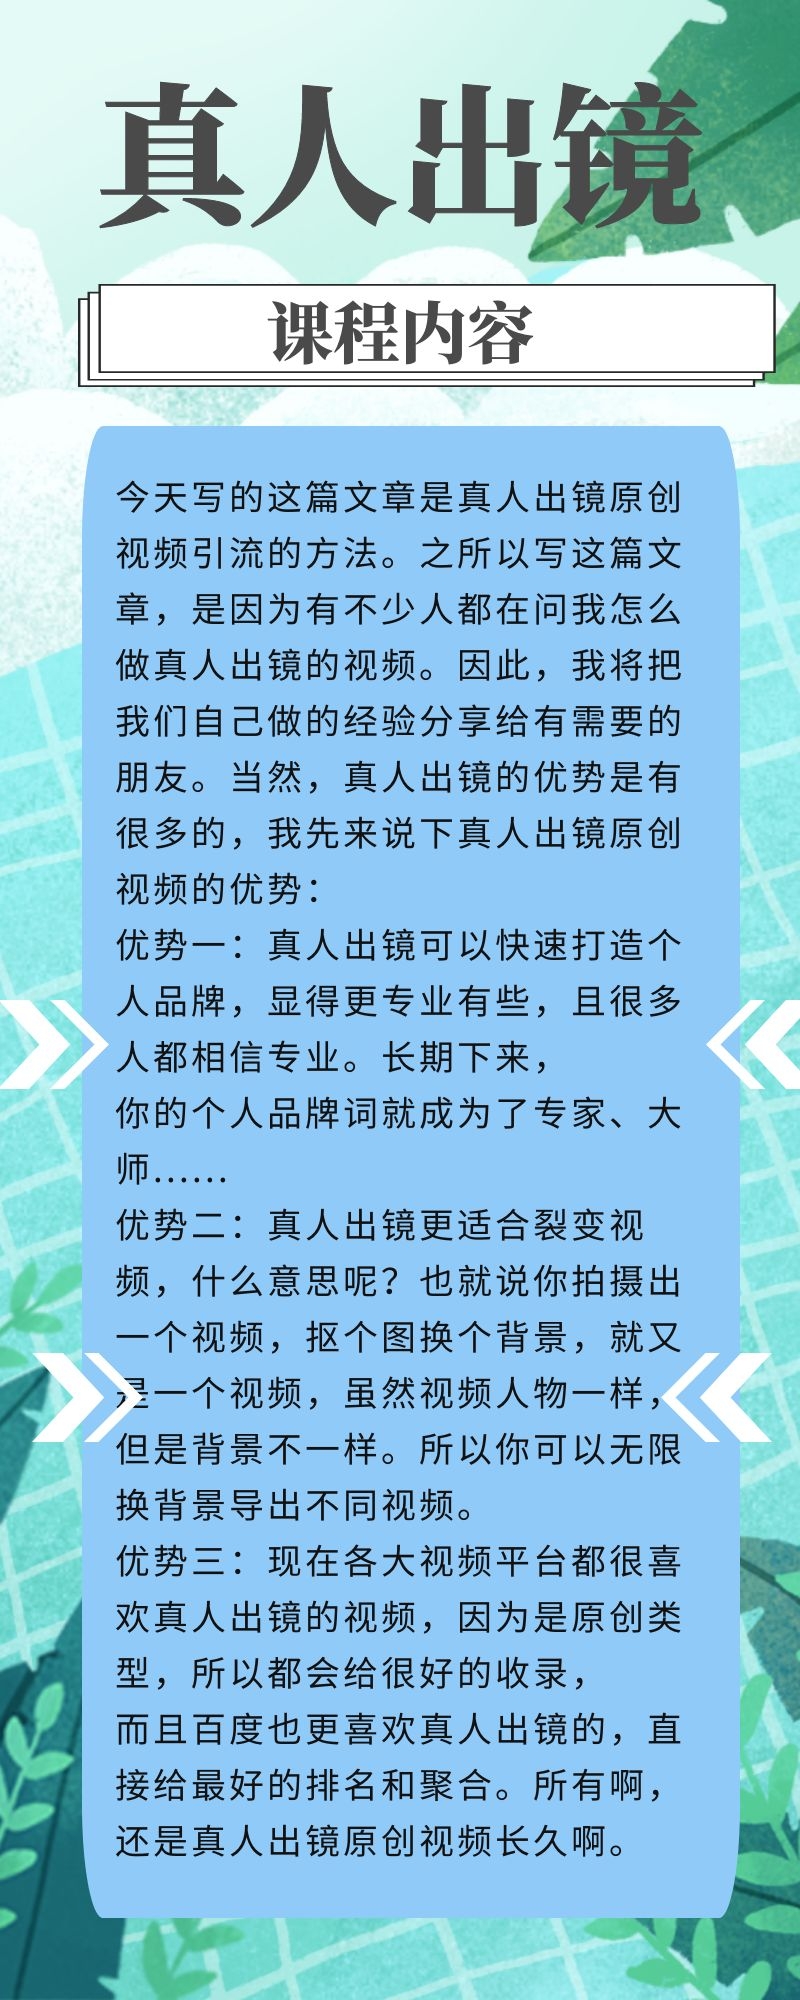 真人出镜
课程内容
今天写的这篇文章是真人出镜原创
视频引流的方法。之所以写这篇文
章，是因为有不少人都在问我怎么
做真人出镜的视频。因此，我将把
我们自己做的经验分享给有需要的
朋友。当然，真人出镜的优势是有
很多的，我先来说下真人出镜原创
视频的优势：
优势一：真人出镜可以快速打造个
人品牌，显得更专业有些，且很多
人都相信专业。长期下来，
你的个人品牌词就成为了专家、大
师……
优势二：真人出镜更适合裂变视
频，什么意思呢？也就说你拍摄出
一个视频，抠个图换个背景，就又
是一个视频，虽然视频人物一样，
但是背景不一样。所以你可以无限
换背景导出不同视频。
优势三：现在各大视频平台都很喜
欢真人出镜的视频，因为是原创类
型，所以都会给很好的收录，
而且百度也更喜欢真人出镜的，直
接给最好的排名和聚合。所有啊，
还是真人出镜原创视频长久啊。